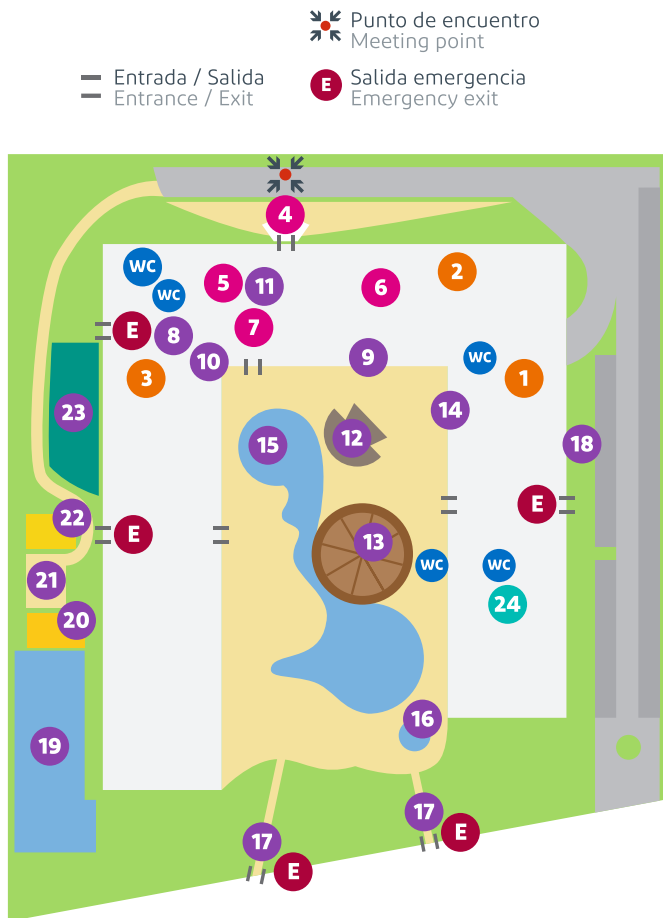 Punto de encuentro
Meeting point
Entrada / Salida
Entrance / Exit
E
Salida emergencia
Emergency exit
4
WC
WC
5
11
6
2
E
8
7
10
9
WC
3
1
23
14
15
12
18
22
E
E
13
WC
WC
21
24
20
16
19
17
17
E
E